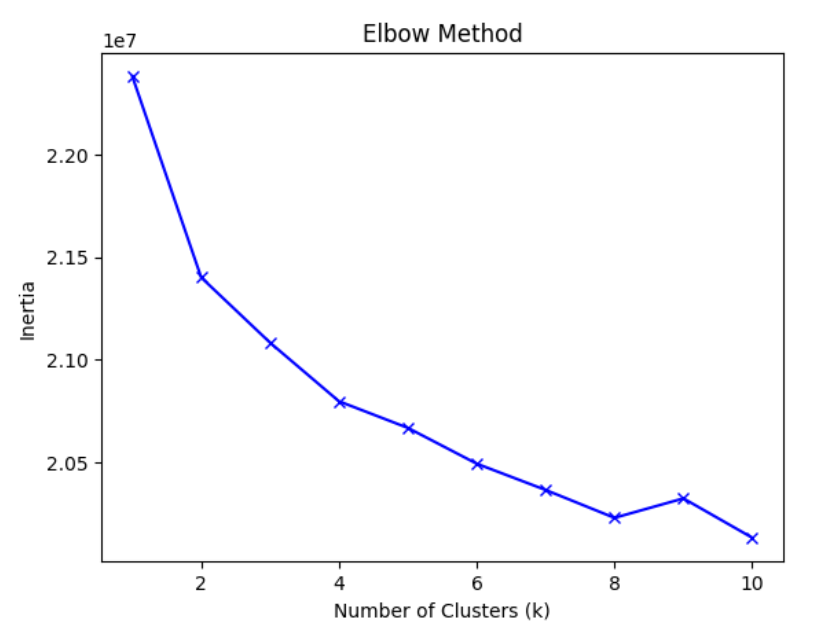 Elbow Method
1e7
2.20
2.15
2.10
2.05
Inertia
2 4 6 8 10
Number of Clusters (k)